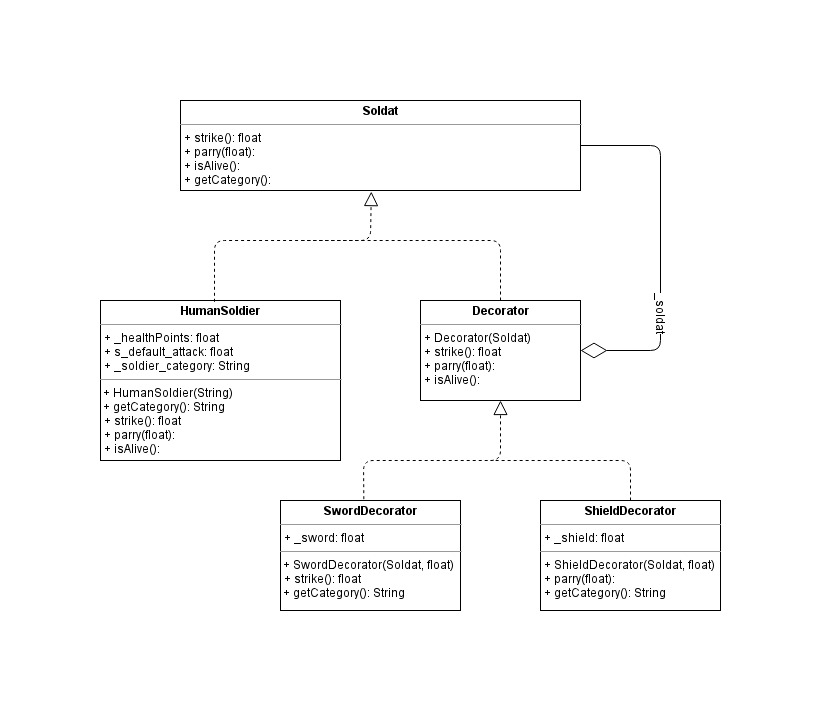 Soldat
+ strike(): float
+ parry(float):
+ isAlive():
+ getCategory():
_soldat
HumanSoldier
+ _healthPoints: float
+ s_default_attack: float
+ _soldier_category: String
+ HumanSoldier(String)
+ getCategory(): String
+ strike(): float
+ parry(float):
+ isAlive():
Decorator
+ Decorator(Soldat)
+ strike(): float
+ parry(float):
+ isAlive():
SwordDecorator
+ _sword: float
+ SwordDecorator(Soldat, float)
+ strike(): float
+ getCategory(): String
ShieldDecorator
+ _shield: float
+ ShieldDecorator(Soldat, float)
+ parry(float):
+ getCategory(): String